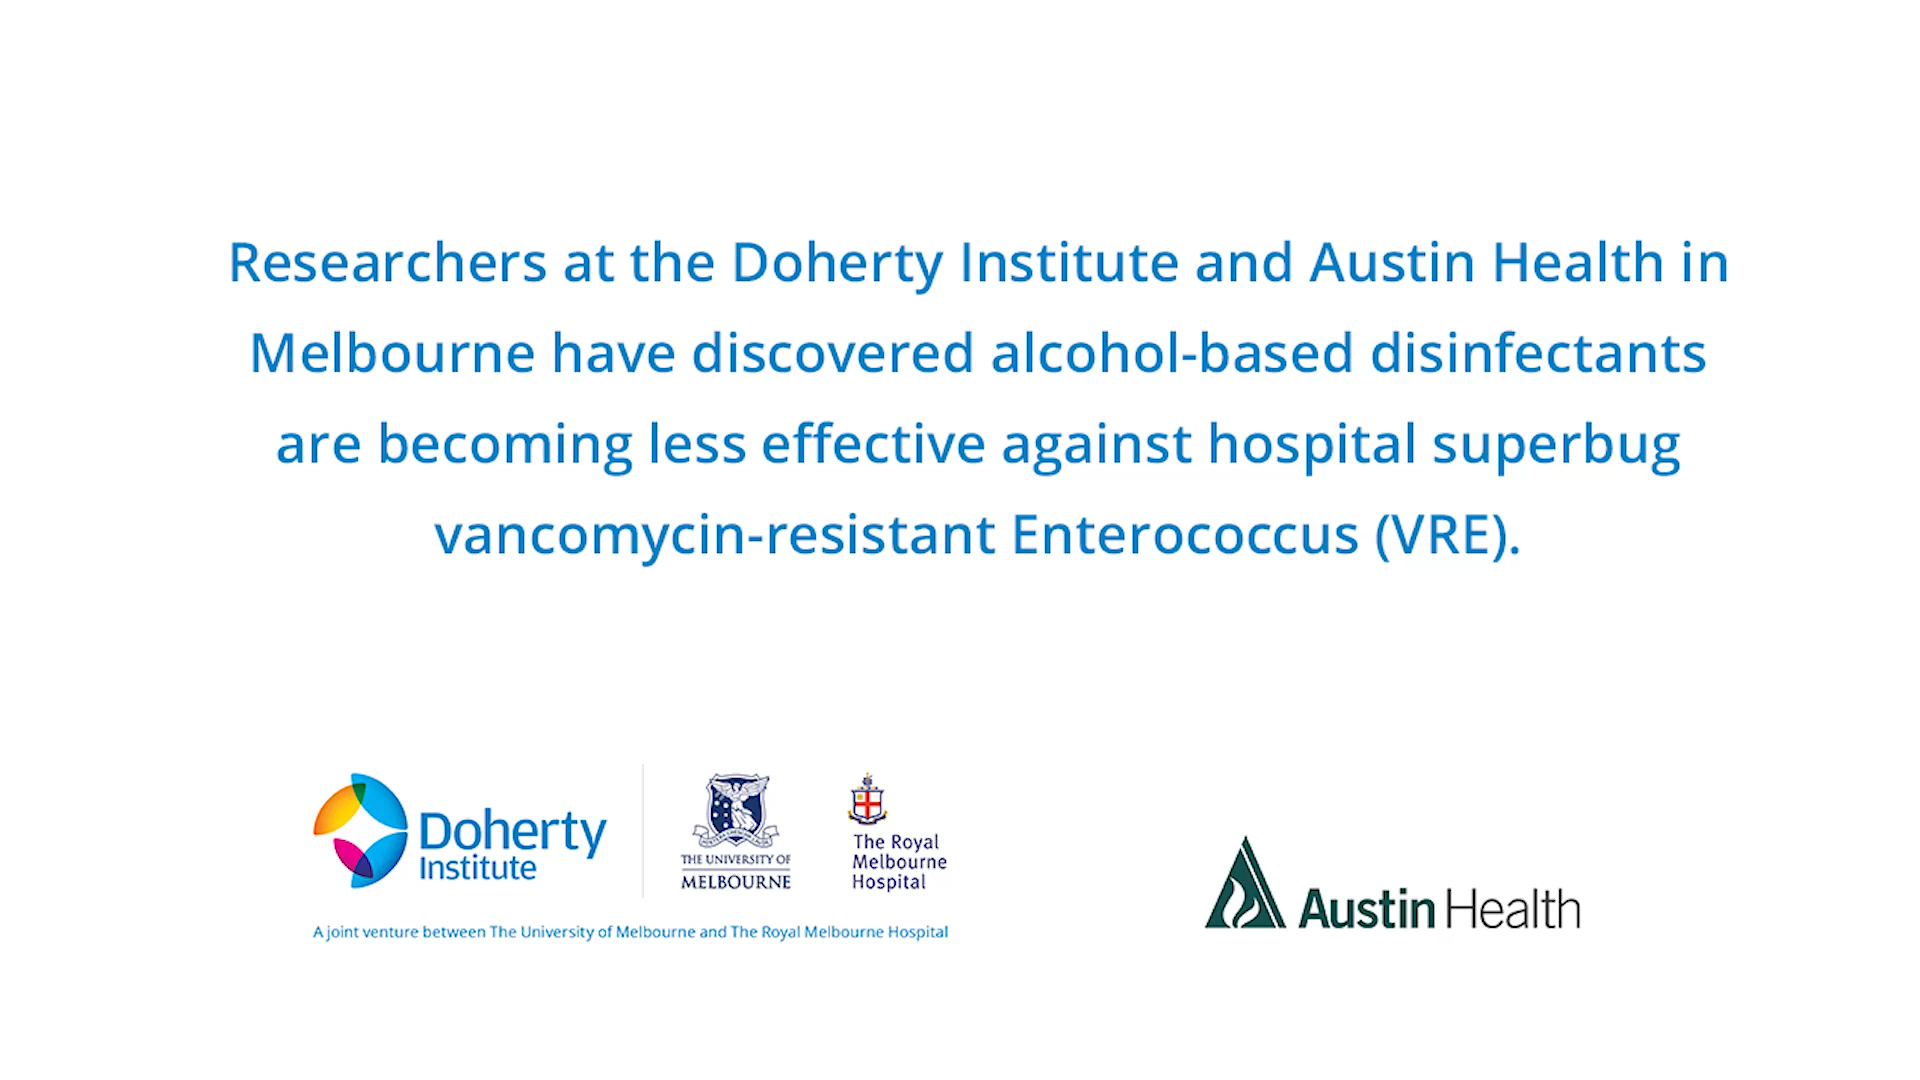 Researchers at the Doherty Institute and Austin Health in
Melbourne have discovered alcohol-based disinfectants
are becoming less effective against hospital superbug
vancomycin-resistant Enterococcus (VRE).
Doherty
Institute
THE UNIVERSITY OF
MELBOURNE
The Royal
Melbourne
Hospital
A joint venture between The University of Melbourne and The Royal Melbourne Hospital
Austin Health